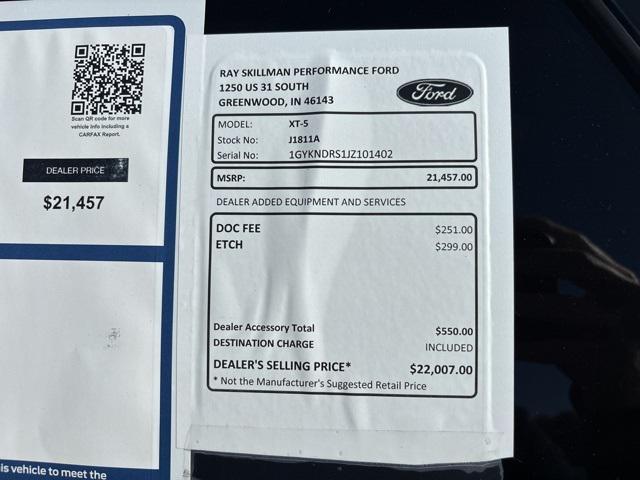 Scan QR code for more
vehicle info including a
CARFAX Report.
DEALER PRICE
$21,457
is vehicle to meet the
RAY SKILLMAN PERFORMANCE FORD
1250 US 31 SOUTH
GREENWOOD, IN 46143
Ford
MODEL: XT-5
Stock No: J1811A
Serial No: 1GYKNDRS1JZ101402
MSRP: 21,457.00
DEALER ADDED EQUIPMENT AND SERVICES
DOC FEE $251.00
ETCH $299.00
Dealer Accessory Total $550.00
DESTINATION CHARGE INCLUDED
DEALER'S SELLING PRICE* $22,007.00
* Not the Manufacturer's Suggested Retail Price